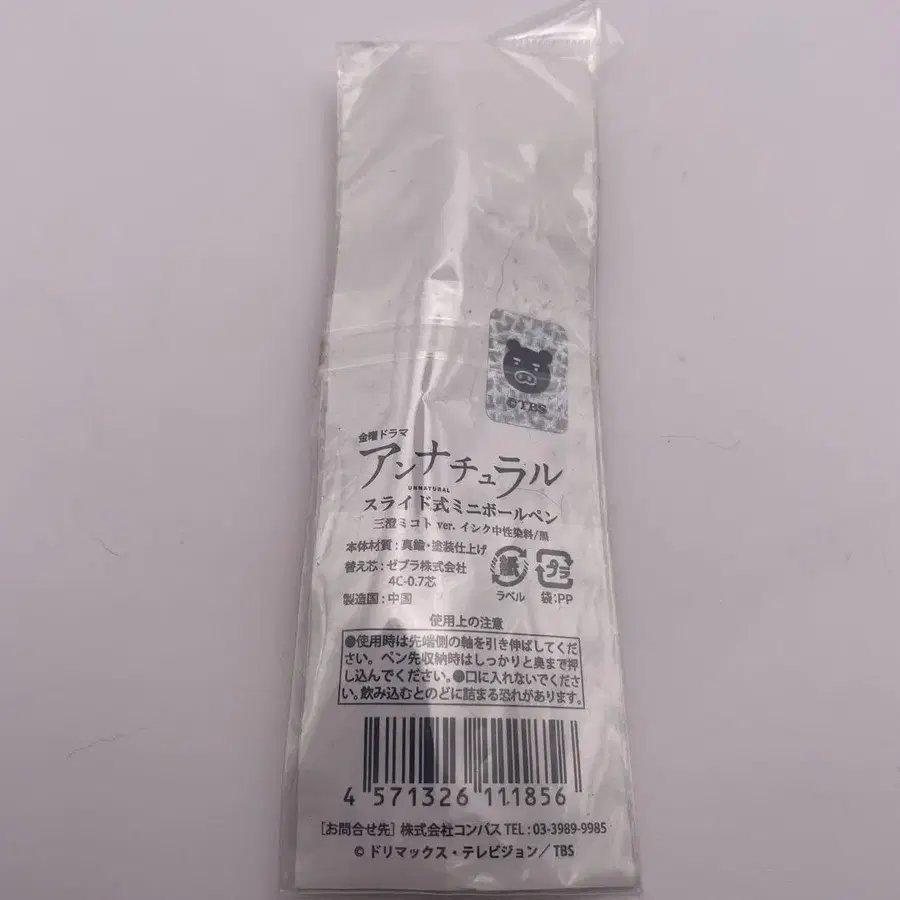 ©TBS
金曜ドラマ
アンナチュラル
UNNATURAL
スライド式ミニボールペン
三澄ミコト ver. インク中性染料/黒
本体材質：真鍮・塗装仕上げ
替え芯：ゼブラ株式会社
4C-0.7芯
製造国：中国
紙
ラベル
プラ
袋：PP
使用上の注意
●使用時は先端側の軸を引き伸ばしてくだ
さい。ペン先収納時はしっかりと奥まで押
し込んでください。●口に入れないでくださ
い。飲み込むとのどに詰まる恐れがあります。
4 571326 111856
[お問合せ先] 株式会社コンパス TEL：03-3989-9985
© ドリマックス・テレビジョン／TBS